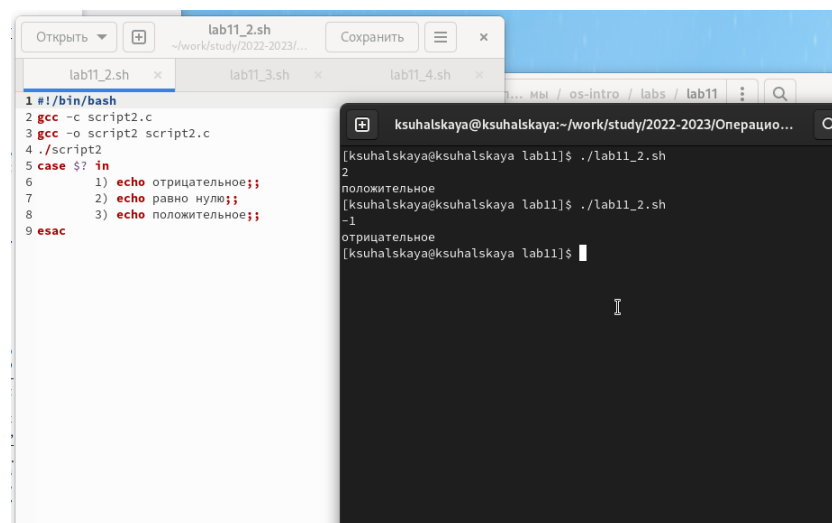 Открыть
lab11_2.sh
~/work/study/2022-2023/...
Сохранить
lab11_2.sh
lab11_3.sh
lab11_4.sh
1 #!/bin/bash
2 gcc -c script2.c
3 gcc -o script2 script2.c
4 ./script2
5 case $? in
6 1) echo отрицательное;;
7 2) echo равно нулю;;
8 3) echo положительное;;
9 esac
... мы / os-intro / labs / lab11
ksuhalskaya@ksuhalskaya:~/work/study/2022-2023/Операцио...
[ksuhalskaya@ksuhalskaya lab11]$ ./lab11_2.sh
2
положительное
[ksuhalskaya@ksuhalskaya lab11]$ ./lab11_2.sh
-1
отрицательное
[ksuhalskaya@ksuhalskaya lab11]$